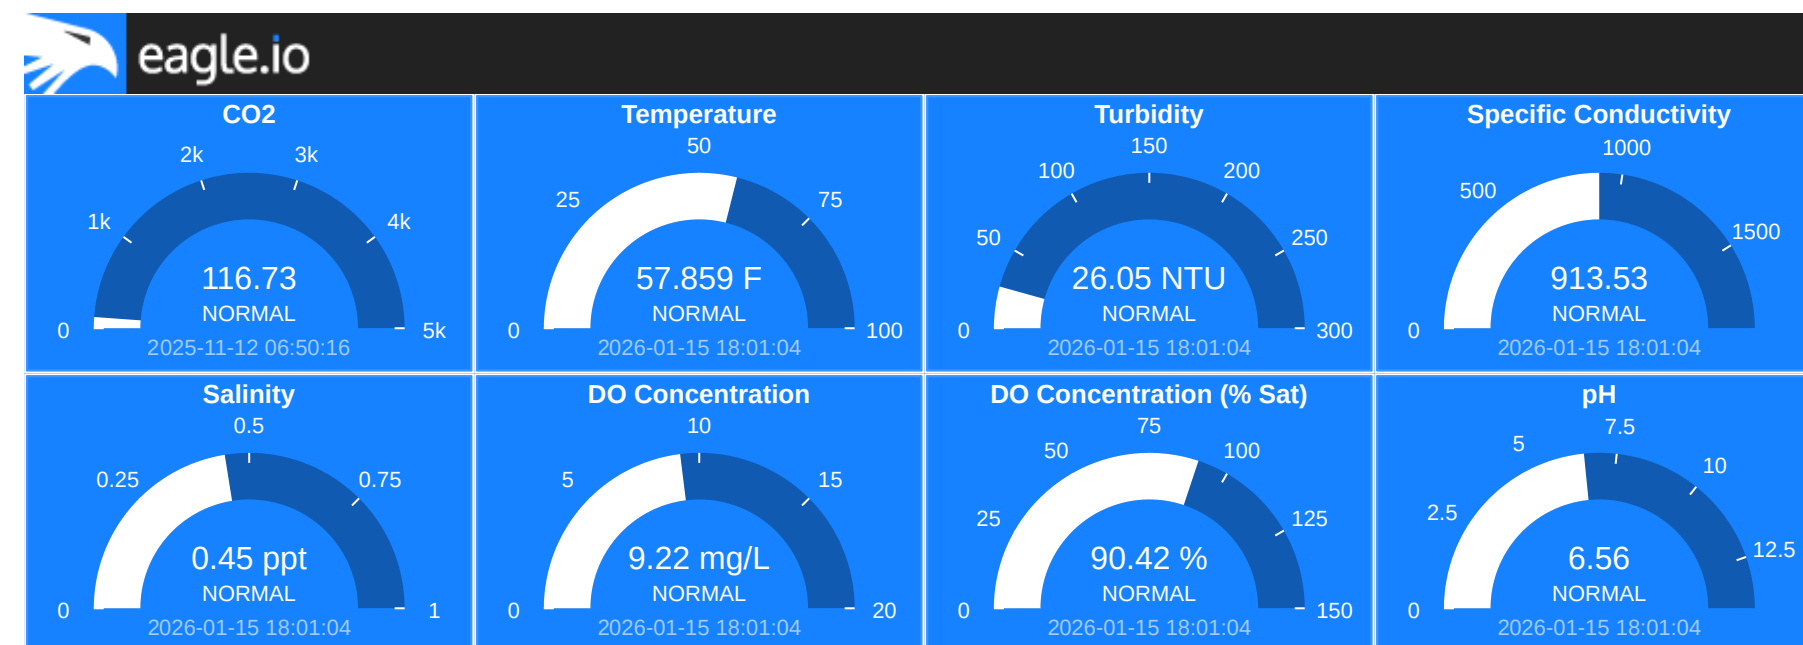 eagle.io
CO2
2k 3k
1k 4k
116.73
NORMAL
0 5k
2025-11-12 06:50:16
Temperature
50
25 75
57.859 F
NORMAL
0 100
2026-01-15 18:01:04
Turbidity
150
100 200
50 250
26.05 NTU
NORMAL
0 300
2026-01-15 18:01:04
Specific Conductivity
1000
500
1500
913.53
NORMAL
0
2026-01-15 18:01:04
Salinity
0.5
0.25 0.75
0.45 ppt
NORMAL
0 1
2026-01-15 18:01:04
DO Concentration
10
5 15
9.22 mg/L
NORMAL
0 20
2026-01-15 18:01:04
DO Concentration (% Sat)
75
50 100
25 125
90.42 %
NORMAL
0 150
2026-01-15 18:01:04
pH
7.5
5
10
2.5
12.5
6.56
NORMAL
0
2026-01-15 18:01:04